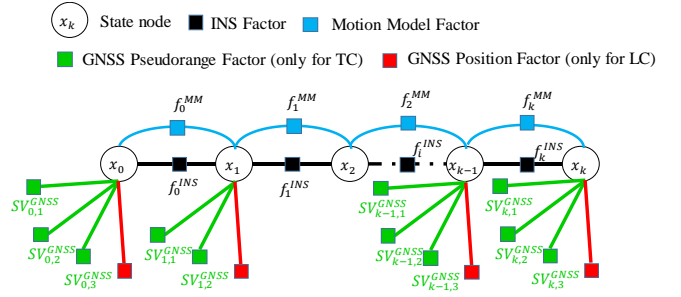 x_k State node INS Factor Motion Model Factor
GNSS Pseudorange Factor (only for TC) GNSS Position Factor (only for LC)
f_0^{MM} f_1^{MM} f_2^{MM} f_k^{MM}
x_0 x_1 x_2 f_i^{INS} x_{k-1} f_k^{INS} x_k
f_0^{INS} f_1^{INS}
SV_{0,1}^{GNSS} SV_{k-1,1}^{GNSS} SV_{k,1}^{GNSS}
SV_{0,2}^{GNSS} SV_{1,1}^{GNSS} SV_{k-1,2}^{GNSS} SV_{k,2}^{GNSS}
SV_{0,3}^{GNSS} SV_{1,2}^{GNSS} SV_{k-1,3}^{GNSS} SV_{k,3}^{GNSS}